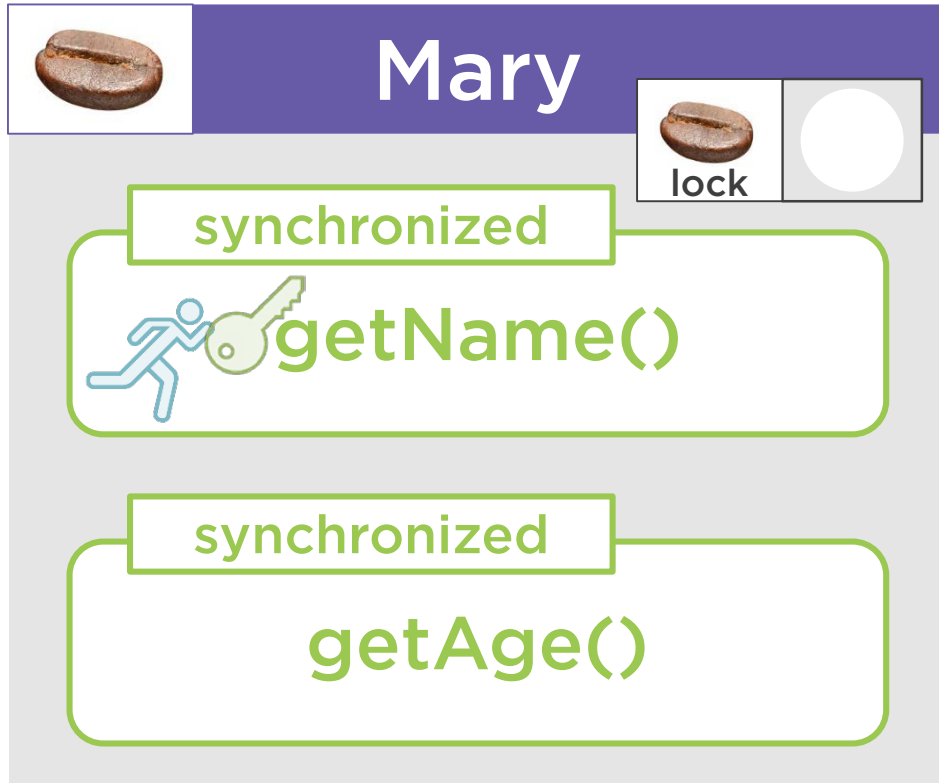 Mary
lock
synchronized
getName()
synchronized
getAge()